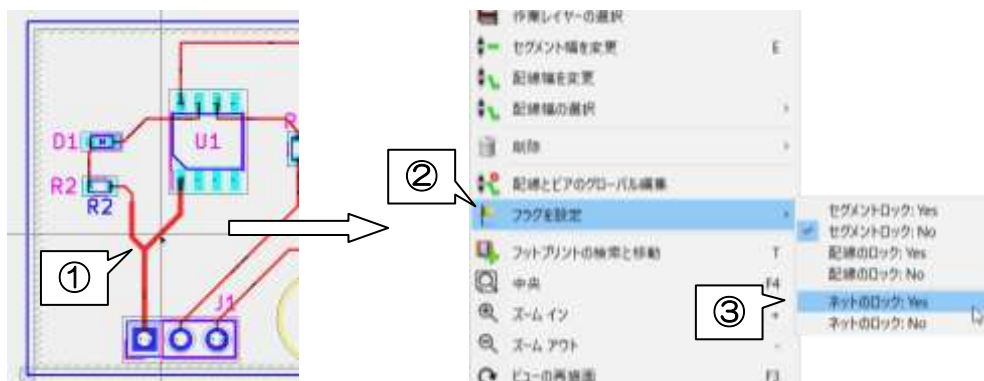 D1
U1
R
R2
R2
①
J1
作業レイヤーの選択
セグメント幅を変更 E
配線幅を変更
配線幅の選択
削除
②
配線とビアのグローバル編集
フラグを設定
フットプリントの検索と移動 T
中央 F4
ズーム イン +
ズーム アウト -
ビューの再描画 F3
セグメントロック: Yes
セグメントロック: No
配線のロック: Yes
配線のロック: No
③
ネットのロック: Yes
ネットのロック: No